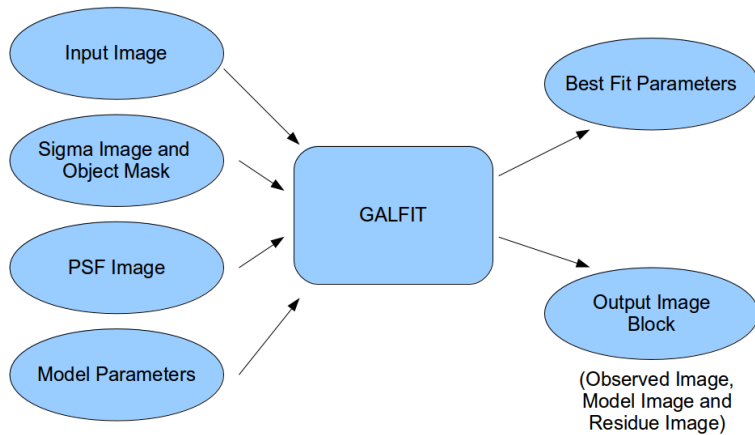 Input Image
Sigma Image and
Object Mask
PSF Image
Model Parameters
GALFIT
Best Fit Parameters
Output Image
Block
(Observed Image,
Model Image and
Residue Image)